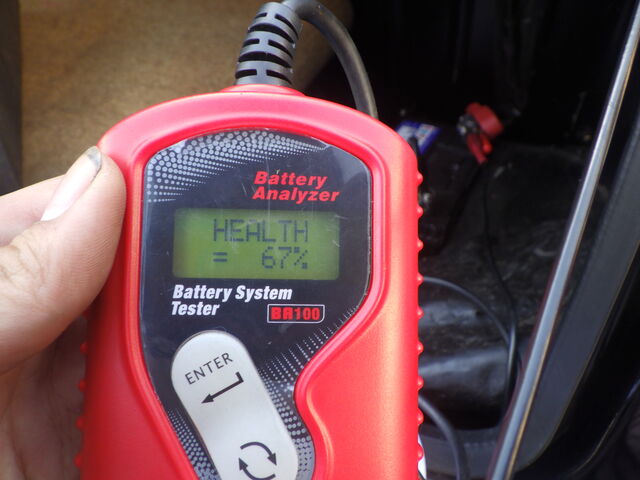 Battery
Analyzer
HEALTH
= 67%
Battery System
Tester
BR100
ENTER